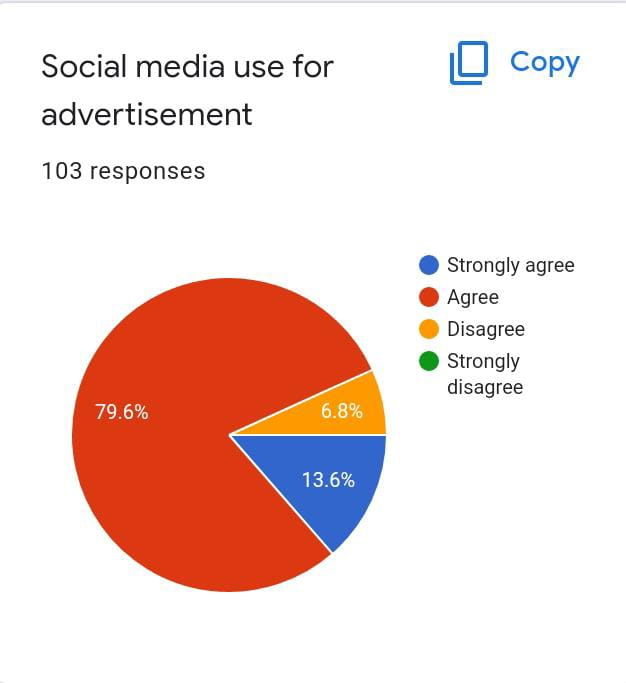 Social media use for
advertisement
Copy
103 responses
Strongly agree
Agree
Disagree
Strongly
disagree
79.6%
6.8%
13.6%